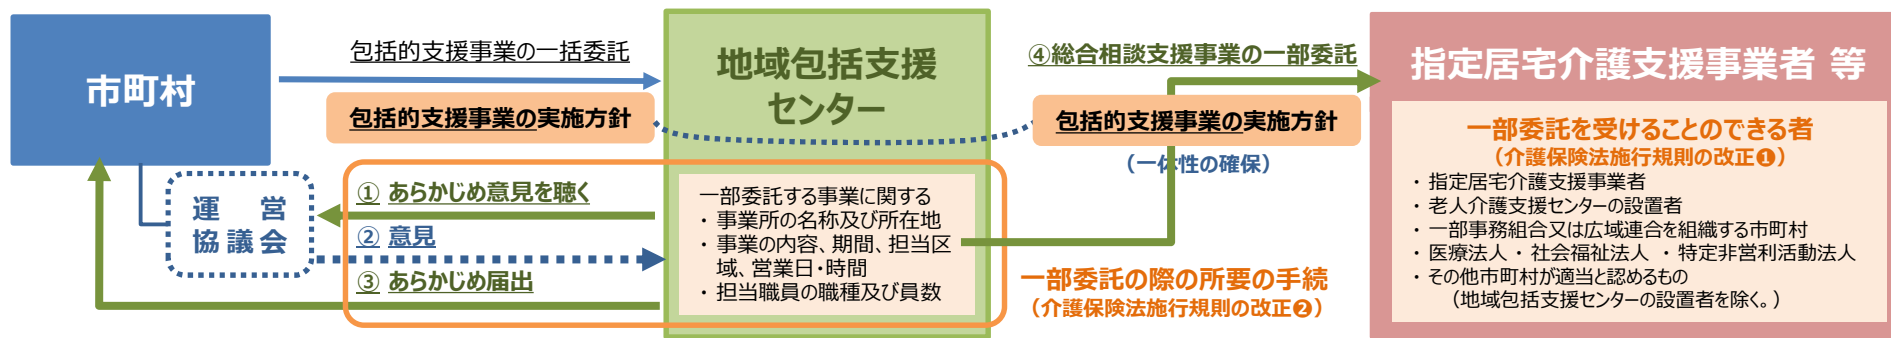 市町村
運　営
協議会
包括的支援事業の一括委託
包括的支援事業の実施方針
① あらかじめ意見を聴く
② 意見
③ あらかじめ届出
地域包括支援
センター
一部委託する事業に関する
・ 事業所の名称及び所在地
・ 事業の内容、期間、担当区
域、営業日・時間
・ 担当職員の職種及び員数
④総合相談支援事業の一部委託
包括的支援事業の実施方針
（一体性の確保）
一部委託の際の所要の手続
（介護保険法施行規則の改正❷）
指定居宅介護支援事業者 等
一部委託を受けることのできる者
（介護保険法施行規則の改正❶）
・ 指定居宅介護支援事業者
・ 老人介護支援センターの設置者
・ 一部事務組合又は広域連合を組織する市町村
・ 医療法人 ・ 社会福祉法人 ・ 特定非営利活動法人
・ その他市町村が適当と認めるもの
（地域包括支援センターの設置者を除く。）